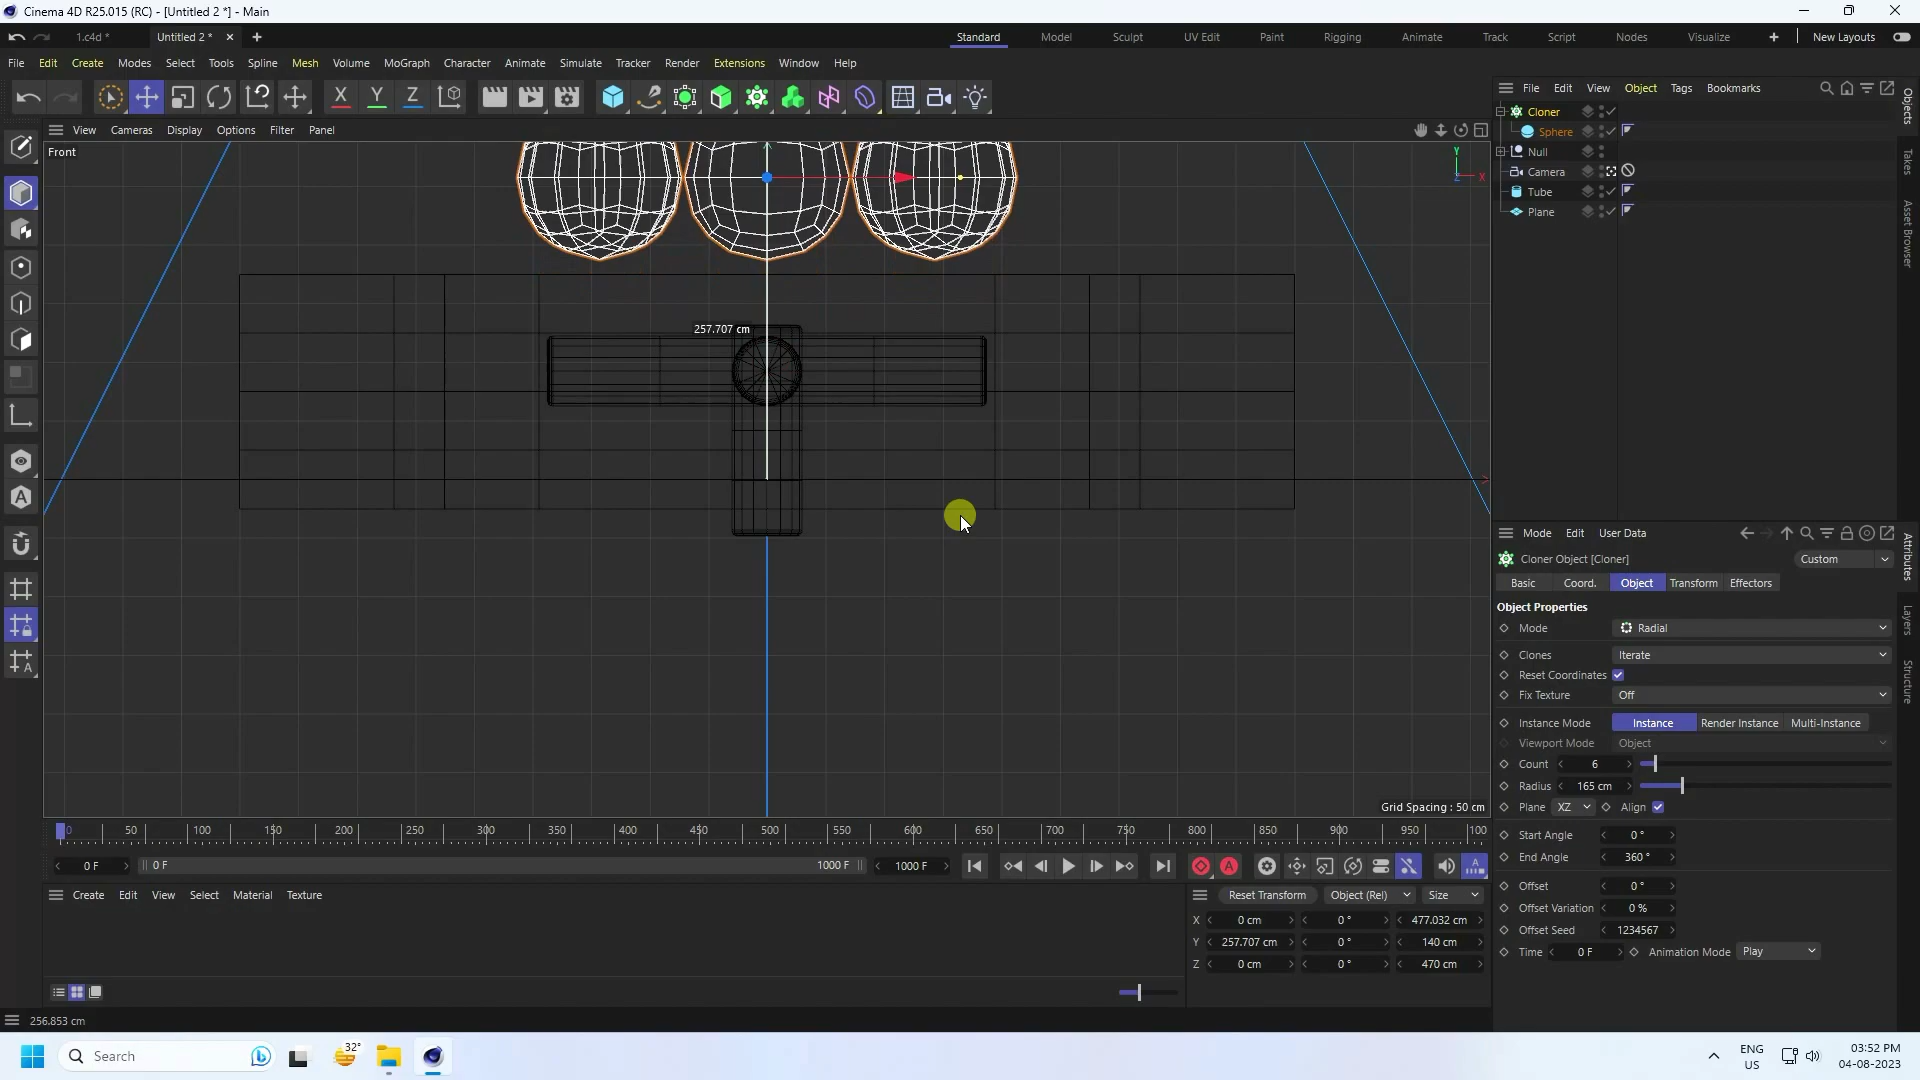 Cinema 4D R25.015 (RC) - [Untitled 2 *] - Main
1.c4d *
Untitled 2 *
Standard
Model
Sculpt
UV Edit
Paint
Rigging
Animate
Track
Script
Nodes
Visualize
New Layouts
File Edit Create Modes Select Tools Spline Mesh Volume MoGraph Character Animate Simulate Tracker Render Extensions Window Help
X Y Z
File Edit View Object Tags Bookmarks
View Cameras Display Options Filter Panel
Front
Y
Z X
Cloner
Sphere
Null
Camera
Tube
Plane
Objects
Takes
Asset Browser
257.707 cm
Grid Spacing : 50 cm
Mode Edit User Data
Cloner Object [Cloner]
Custom
Basic Coord. Object Transform Effectors
Object Properties
Mode Radial
Clones Iterate
Reset Coordinates
Fix Texture Off
Instance Mode Instance Render Instance Multi-Instance
Viewport Mode Object
Count 6
Radius 165 cm
Plane XZ Align
Start Angle 0 °
End Angle 360 °
Offset 0 °
Offset Variation 0 %
Offset Seed 1234567
Time 0 F Animation Mode Play
Attributes
Layers
Structure
0 50 100 150 200 250 300 350 400 450 500 550 600 650 700 750 800 850 900 950 100
0 F 0 F 1000 F 1000 F
Create Edit View Select Material Texture
Reset Transform Object (Rel) Size
X 0 cm 0 ° 477.032 cm
Y 257.707 cm 0 ° 140 cm
Z 0 cm 0 ° 470 cm
256.853 cm
Search
32°
ENG
US
03:52 PM
04-08-2023